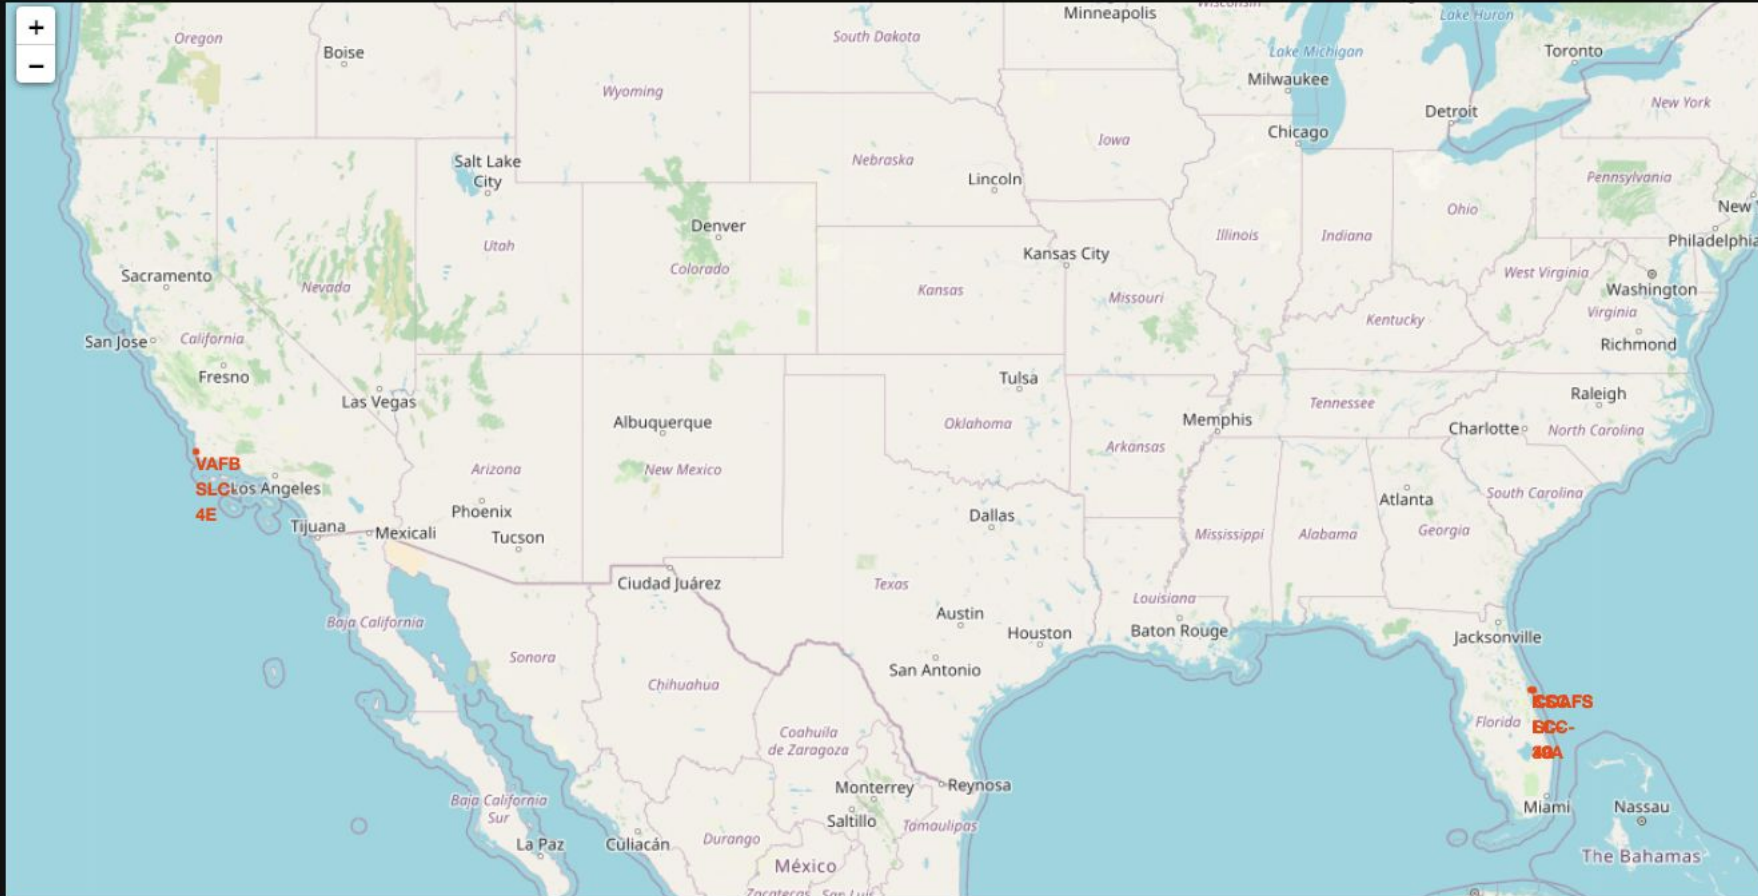 +
−
Minneapolis
Wisconsin
Lake Huron
Oregon
Boise
South Dakota
Lake Michigan
Toronto
Wyoming
Milwaukee
New York
Detroit
Chicago
Iowa
Salt Lake
City
Nebraska
Lincoln
Pennsylvania
New
Ohio
Denver
Illinois
Indiana
Philadelphia
Utah
Kansas City
Colorado
Sacramento
West Virginia
Nevada
Kansas
Missouri
Washington
Virginia
Kentucky
San Jose
California
Richmond
Fresno
Tulsa
Las Vegas
Raleigh
Tennessee
Albuquerque
Oklahoma
Memphis
Charlotte
North Carolina
Arkansas
VAFB
SLC-
4E
Los Angeles
Arizona
New Mexico
South Carolina
Atlanta
Phoenix
Dallas
Tijuana
Mexicali
Tucson
Mississippi
Alabama
Georgia
Ciudad Juárez
Texas
Louisiana
Austin
Baja California
Houston
Baton Rouge
Jacksonville
Sonora
San Antonio
Chihuahua
Florida
Coahuila
de Zaragoza
Monterrey
Reynosa
Baja California
Sur
Miami
Nassau
Saltillo
Tamaulipas
Durango
La Paz
Culiacán
The Bahamas
México
Zacatecas
San Luis